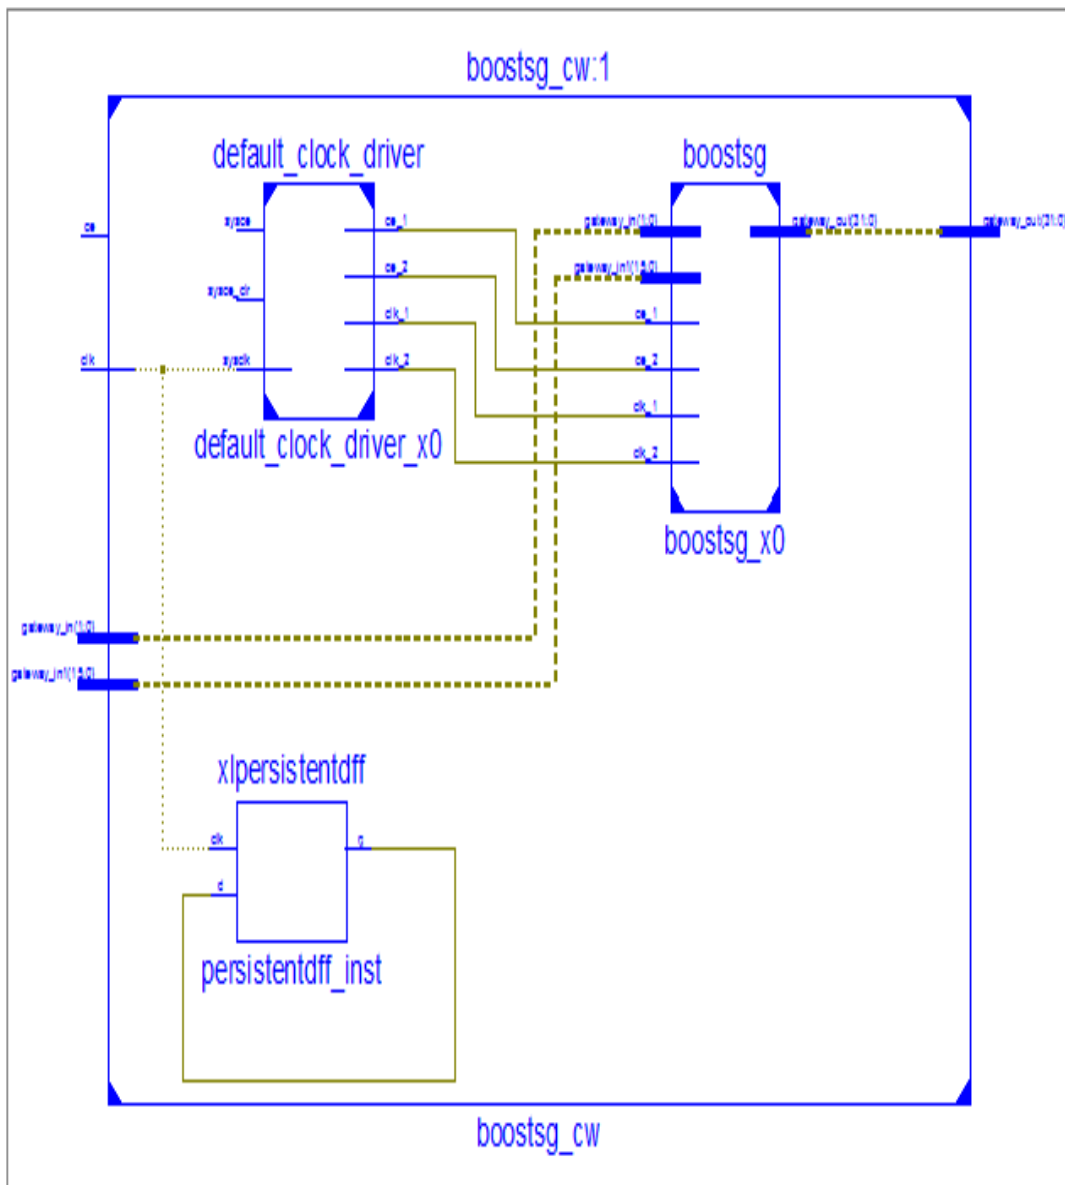 boostsg_cw:1
default_clock_driver
boostsg
ce
sysce
ce_1
gateway_in(1:0)
gateway_out(31:0)
gateway_out(31:0)
ce_2
gateway_in1(15:0)
sysce_clr
clk_1
ce_1
clk
sysclk
clk_2
ce_2
clk_1
default_clock_driver_x0
clk_2
boostsg_x0
gateway_in(1:0)
gateway_in1(15:0)
xlpersistentdff
clk
q
d
persistentdff_inst
boostsg_cw